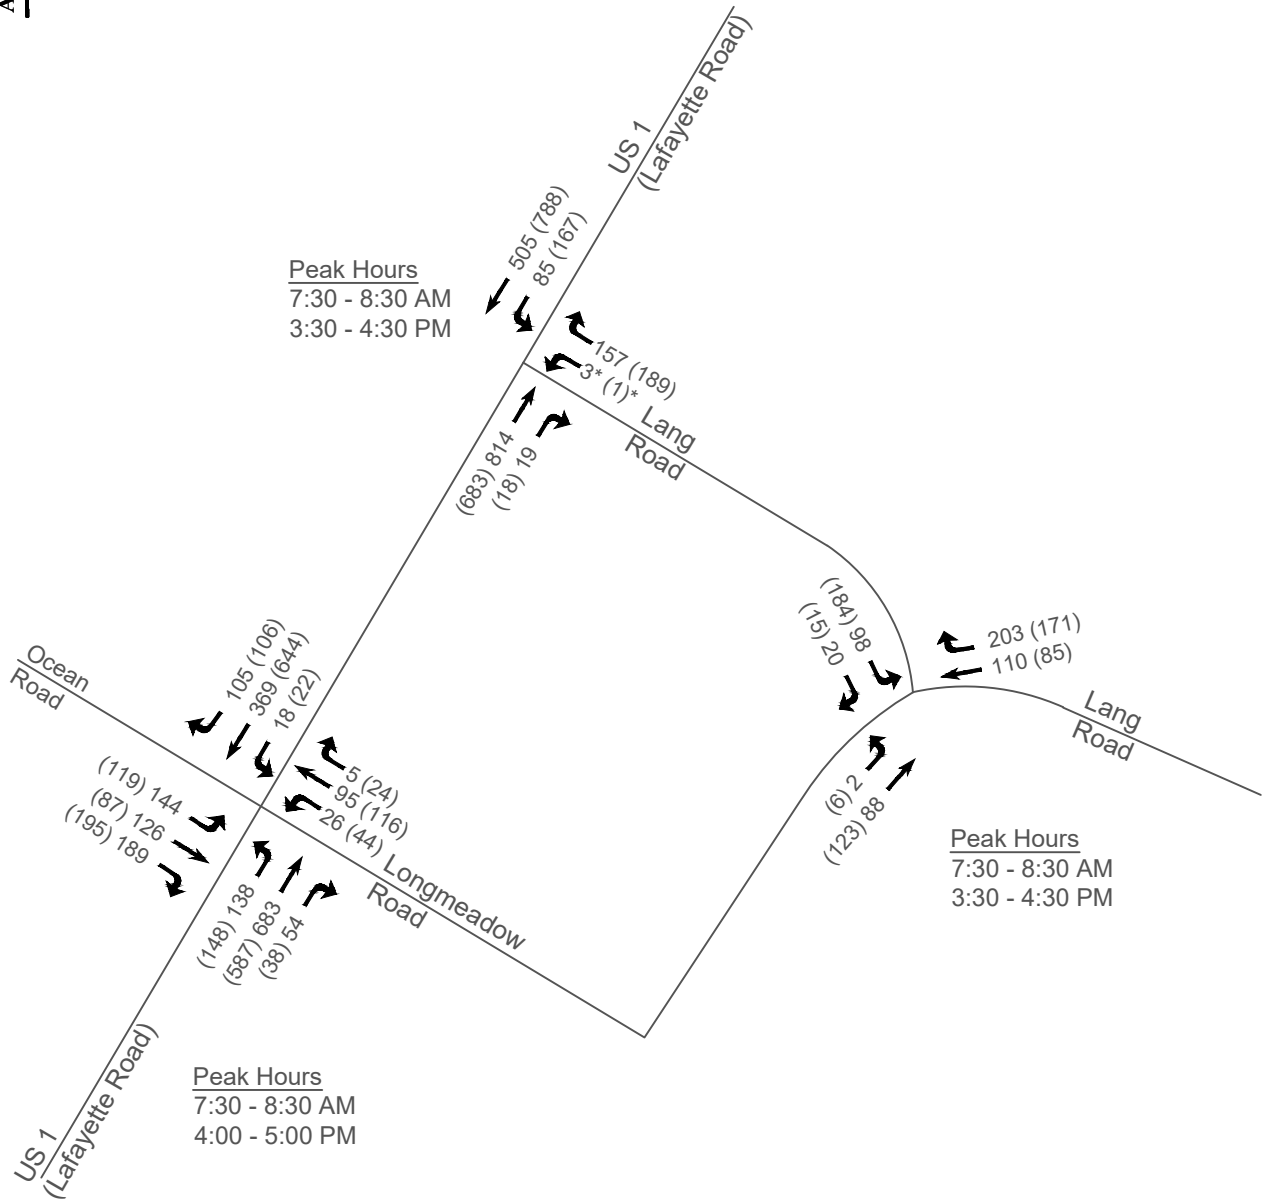 A
US 1
(Lafayette Road)
505 (788)
85 (167)
Peak Hours
7:30 - 8:30 AM
3:30 - 4:30 PM
157 (189)
3* (1)*
Lang
Road
(683) 814
(18) 19
(184) 98
(15) 20
203 (171)
110 (85)
Lang
Road
(6) 2
(123) 88
Peak Hours
7:30 - 8:30 AM
3:30 - 4:30 PM
Ocean
Road
105 (106)
369 (644)
18 (22)
(119) 144
(87) 126
(195) 189
5 (24)
95 (116)
26 (44)
Longmeadow
Road
(148) 138
(587) 683
(38) 54
Peak Hours
7:30 - 8:30 AM
4:00 - 5:00 PM
US 1
(Lafayette Road)